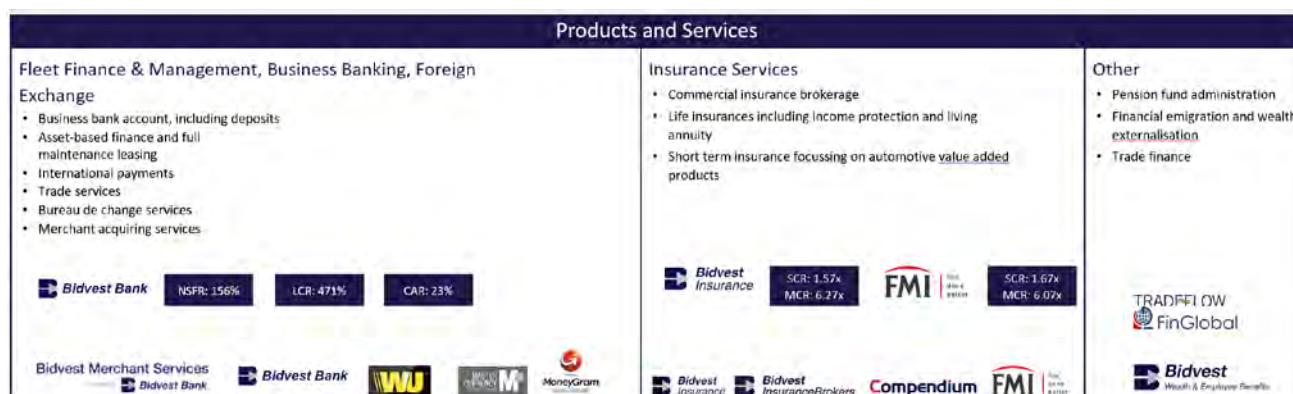 Products and Services
Fleet Finance & Management, Business Banking, Foreign
Exchange
• Business bank account, including deposits
• Asset-based finance and full
maintenance leasing
• International payments
• Trade services
• Bureau de change services
• Merchant acquiring services
Bidvest Bank
NSFR: 156%
LCR: 471%
CAR: 23%
Bidvest Merchant Services
Bidvest Bank
Bidvest Bank
WU
M
MoneyGram
Insurance Services
• Commercial insurance brokerage
• Life insurances including income protection and living
annuity
• Short term insurance focussing on automotive value added
products
Bidvest
Insurance
SCR: 1.57x
MCR: 6.27x
FMI
SCR: 1.67x
MCR: 6.07x
Bidvest
Insurance
Bidvest
InsuranceBrokers
Compendium
FMI
Other
• Pension fund administration
• Financial emigration and wealth
externalisation
• Trade finance
TRADEFLOW
FinGlobal
Bidvest
Wealth & Employee Benefits